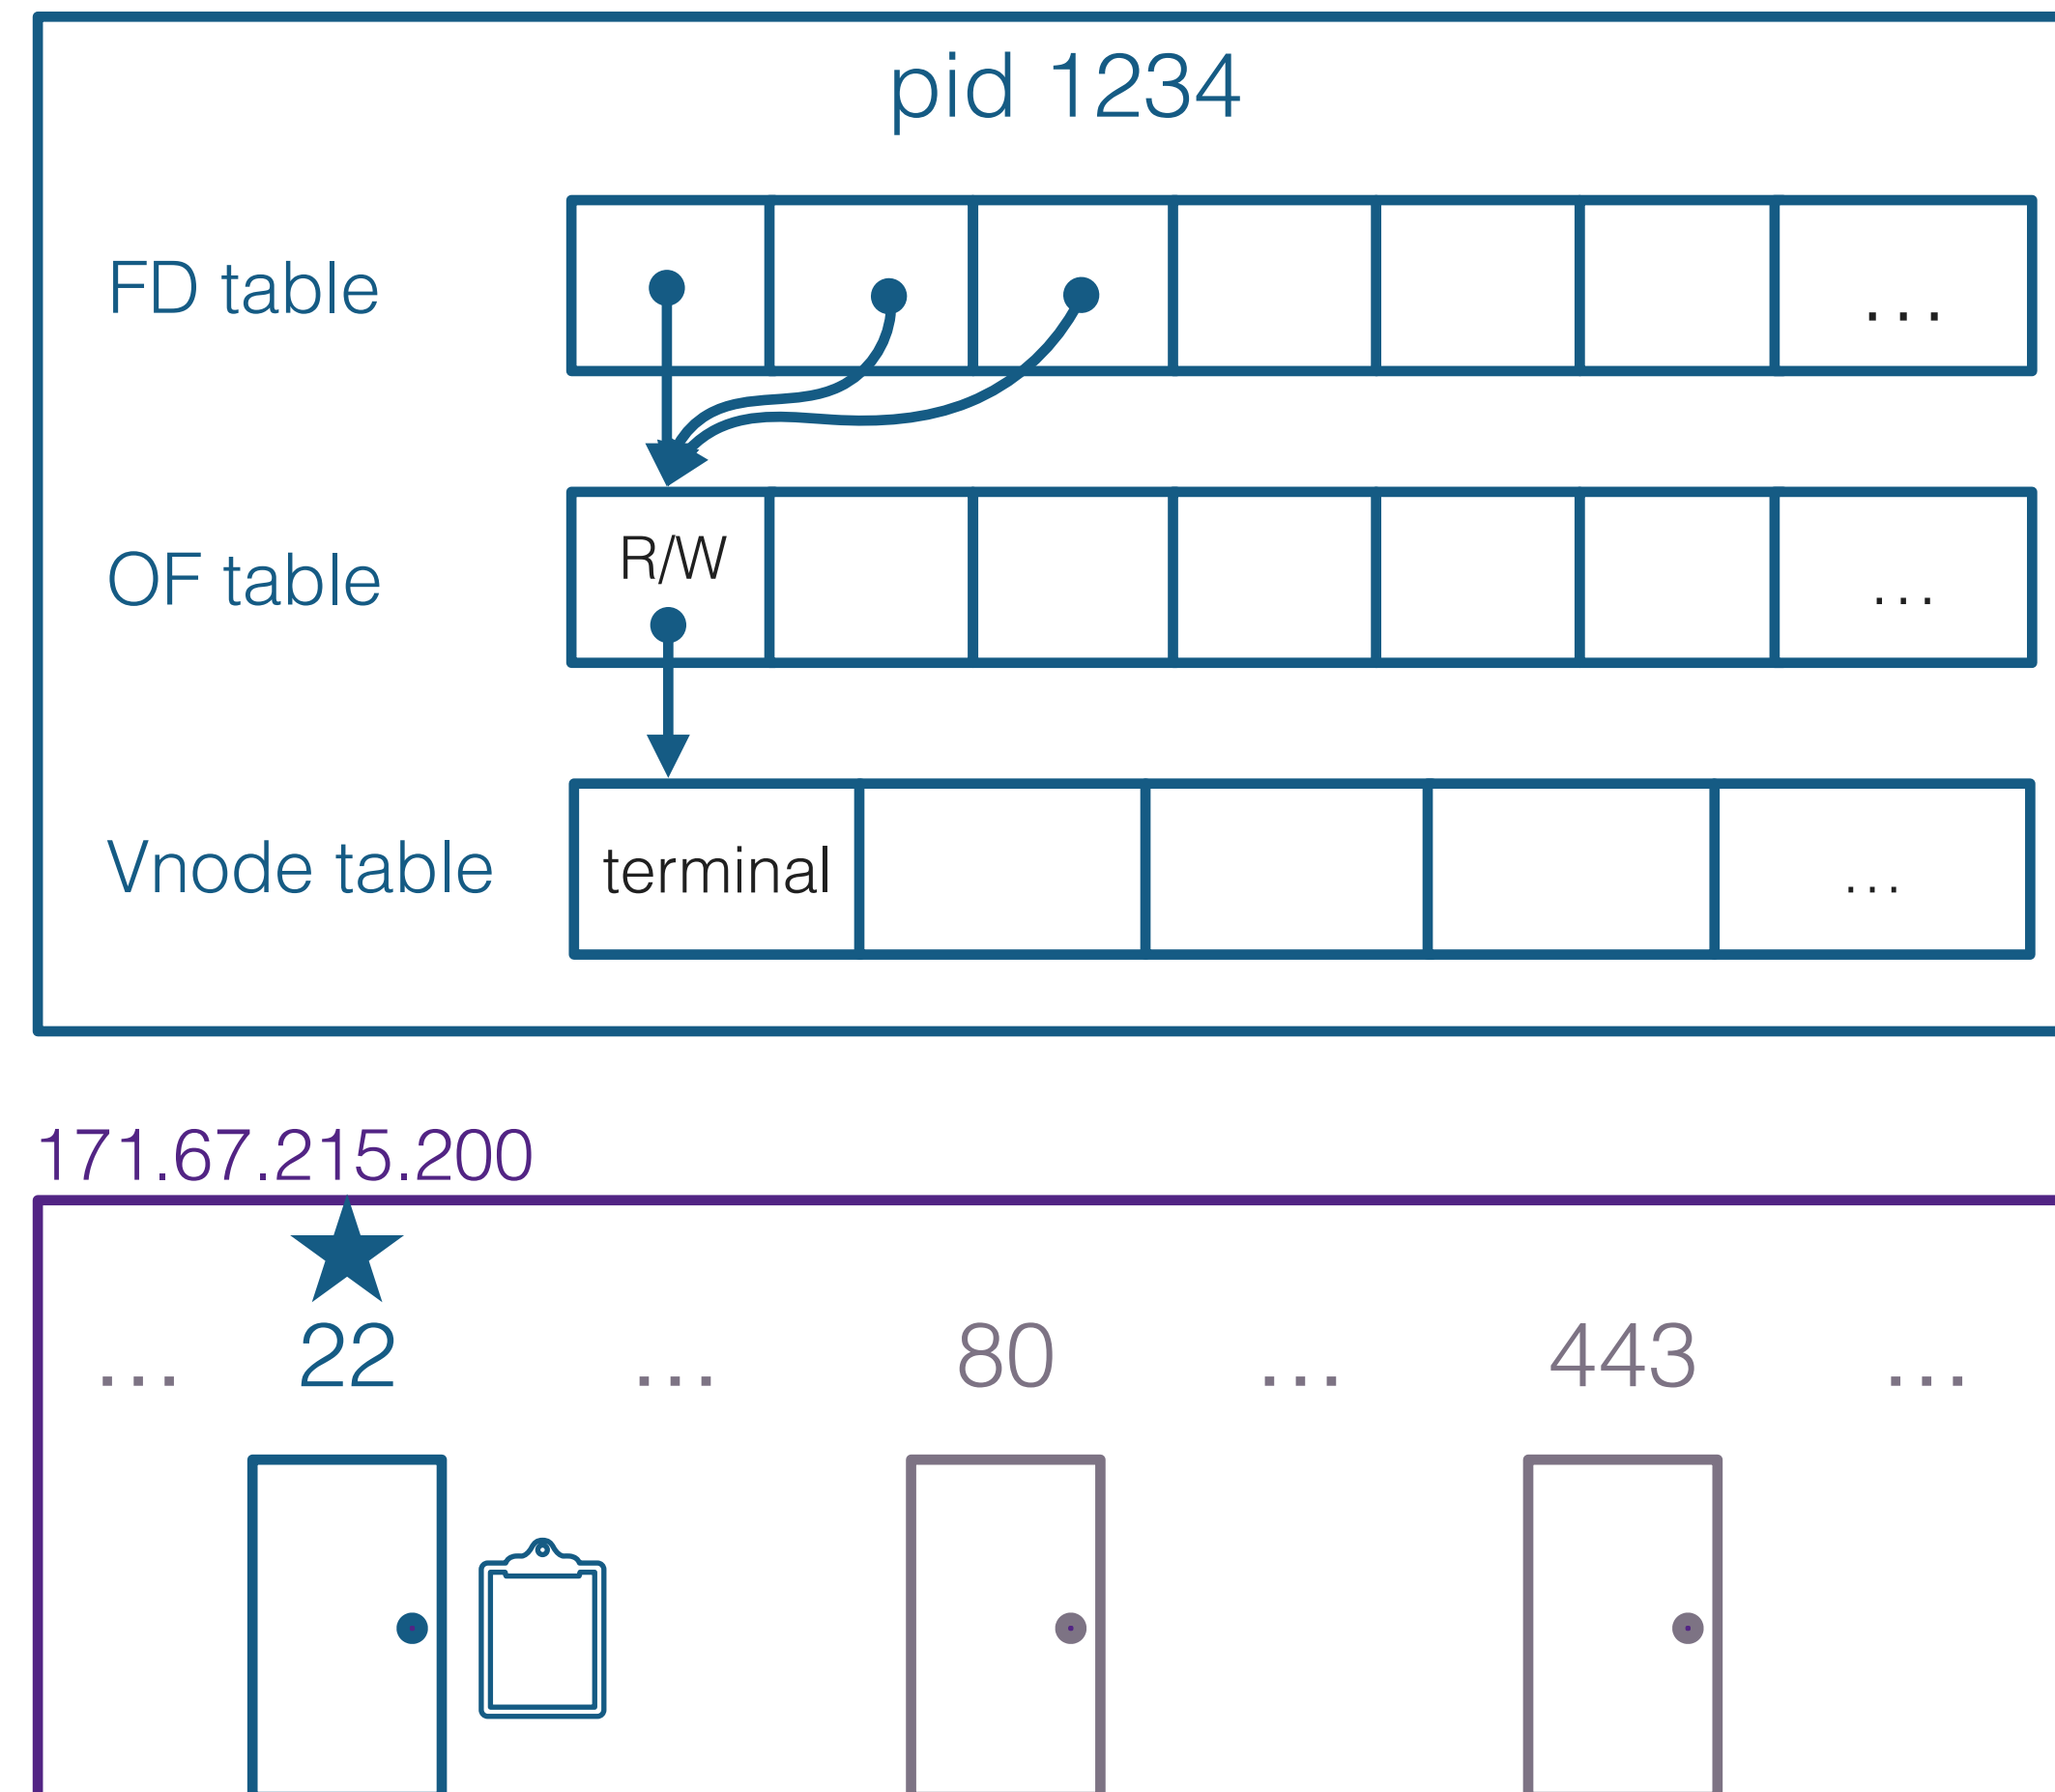 pid 1234
FD table ...
OF table R/W ...
Vnode table terminal ...
171.67.215.200
... 22 ... 80 ... 443 ...